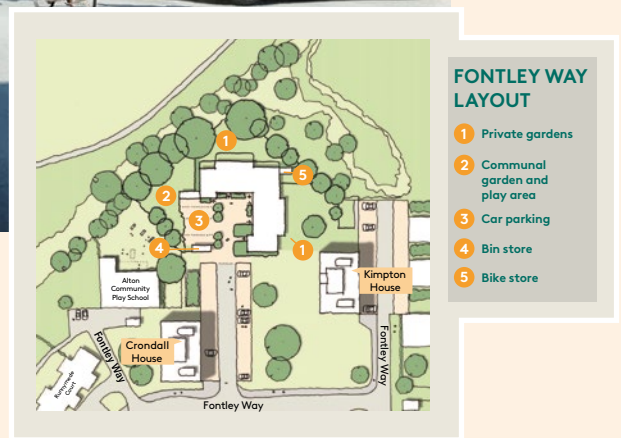 1
5
2
3
4
1
Alton
Community
Play School
Kimpton
House
Crondall
House
Fontley Way
Fontley Way
Runnymede
Court
Fontley Way
FONTLEY WAY
LAYOUT
1 Private gardens
2 Communal
garden and
play area
3 Car parking
4 Bin store
5 Bike store